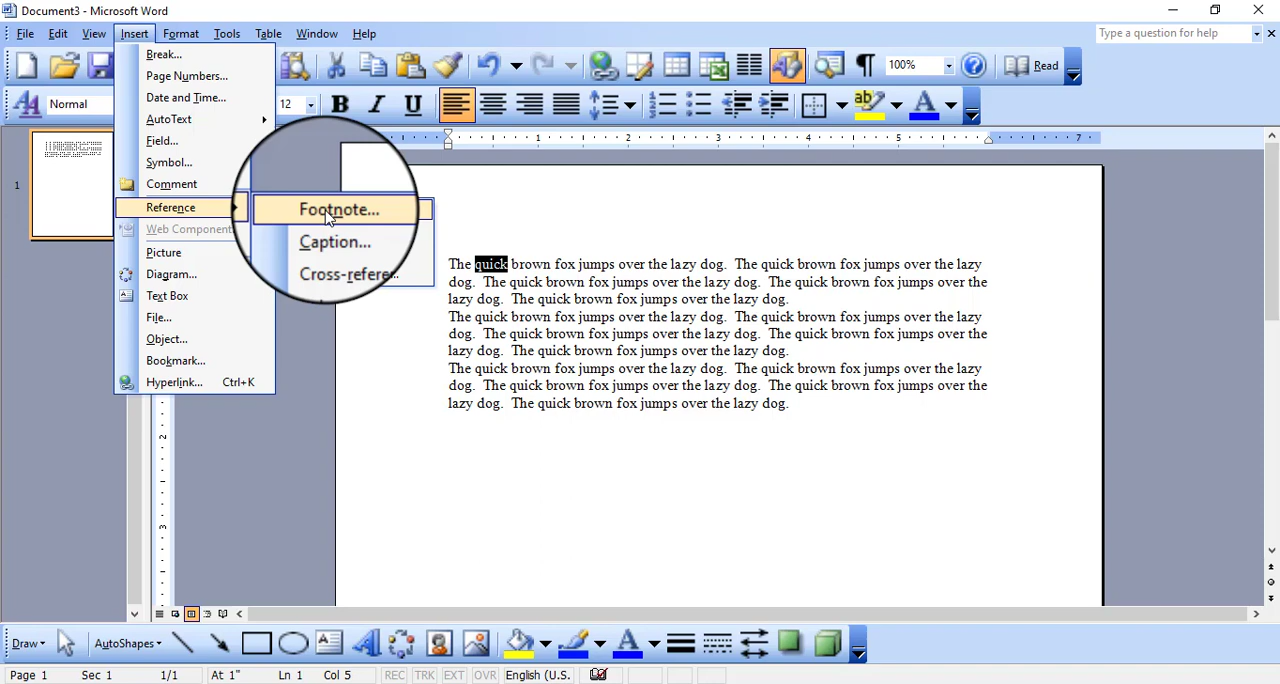 Document3 - Microsoft Word
File Edit View Insert Format Tools Table Window Help
Type a question for help
100%
Read
Normal
12
B I U
Break...
Page Numbers...
Date and Time...
AutoText
Field...
Symbol...
Comment
Reference
Web Component
Picture
Diagram...
Text Box
File...
Object...
Bookmark...
Hyperlink... Ctrl+K
Footnote...
Caption...
1 2 3 4 5 7
1
The quick brown fox jumps over the lazy dog.  The quick brown fox jumps over the lazy
dog.  The quick brown fox jumps over the lazy dog.  The quick brown fox jumps over the
lazy dog.  The quick brown fox jumps over the lazy dog.
The quick brown fox jumps over the lazy dog.  The quick brown fox jumps over the lazy
dog.  The quick brown fox jumps over the lazy dog.  The quick brown fox jumps over the
lazy dog.  The quick brown fox jumps over the lazy dog.
The quick brown fox jumps over the lazy dog.  The quick brown fox jumps over the lazy
dog.  The quick brown fox jumps over the lazy dog.  The quick brown fox jumps over the
lazy dog.  The quick brown fox jumps over the lazy dog.
2
3
Draw AutoShapes
Page 1 Sec 1 1/1 At 1" Ln 1 Col 5 REC TRK EXT OVR English (U.S.